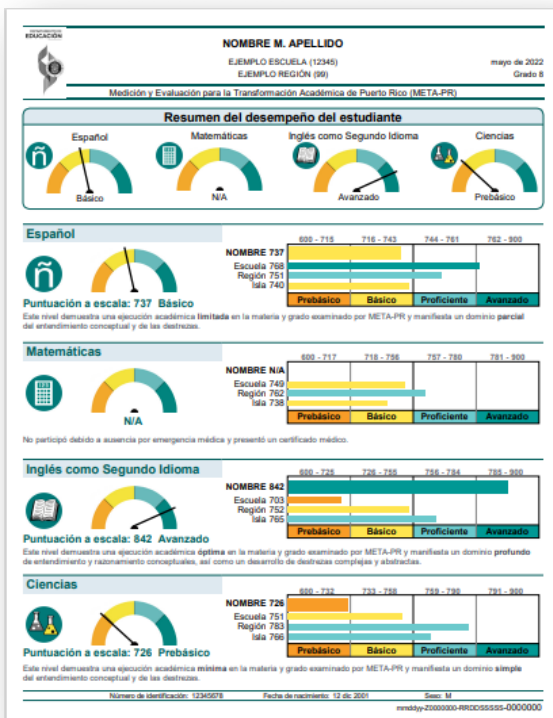 DEPARTAMENTO DE
EDUCACIÓN
NOMBRE M. APELLIDO
EJEMPLO ESCUELA (12345)
mayo de 2022
EJEMPLO REGIÓN (99)
Grado 8
Medición y Evaluación para la Transformación Académica de Puerto Rico (META-PR)
Resumen del desempeño del estudiante
Español
Matemáticas
Inglés como Segundo Idioma
Ciencias
ñ
Básico
N/A
Avanzado
Prebásico
Español
600 - 715 716 - 743 744 - 761 762 - 900
NOMBRE 737
Escuela 768
Región 751
Isla 740
ñ
Prebásico Básico Proficiente Avanzado
Puntuación a escala: 737 Básico
Este nivel demuestra una ejecución académica limitada en la materia y grado examinado por META-PR y manifiesta un dominio parcial
del entendimiento conceptual y de las destrezas.
Matemáticas
600 - 717 718 - 756 757 - 780 781 - 900
NOMBRE N/A
Escuela 749
Región 762
Isla 738
Prebásico Básico Proficiente Avanzado
N/A
No participó debido a ausencia por emergencia médica y presentó un certificado médico.
Inglés como Segundo Idioma
600 - 725 726 - 755 756 - 784 785 - 900
NOMBRE 842
Escuela 703
Región 752
Isla 765
Prebásico Básico Proficiente Avanzado
Puntuación a escala: 842 Avanzado
Este nivel demuestra una ejecución académica óptima en la materia y grado examinado por META-PR y manifiesta un dominio profundo
de entendimiento y razonamiento conceptuales, así como un desarrollo de destrezas complejas y abstractas.
Ciencias
600 - 732 733 - 758 759 - 790 791 - 900
NOMBRE 726
Escuela 751
Región 783
Isla 766
Prebásico Básico Proficiente Avanzado
Puntuación a escala: 726 Prebásico
Este nivel demuestra una ejecución académica mínima en la materia y grado examinado por META-PR y manifiesta un dominio simple
del entendimiento conceptual y de las destrezas.
Número de identificación: 12345678 Fecha de nacimiento: 12 dic 2001 Sexo: M
mmddyy-Z0000000-RRDDSSSSS-0000000